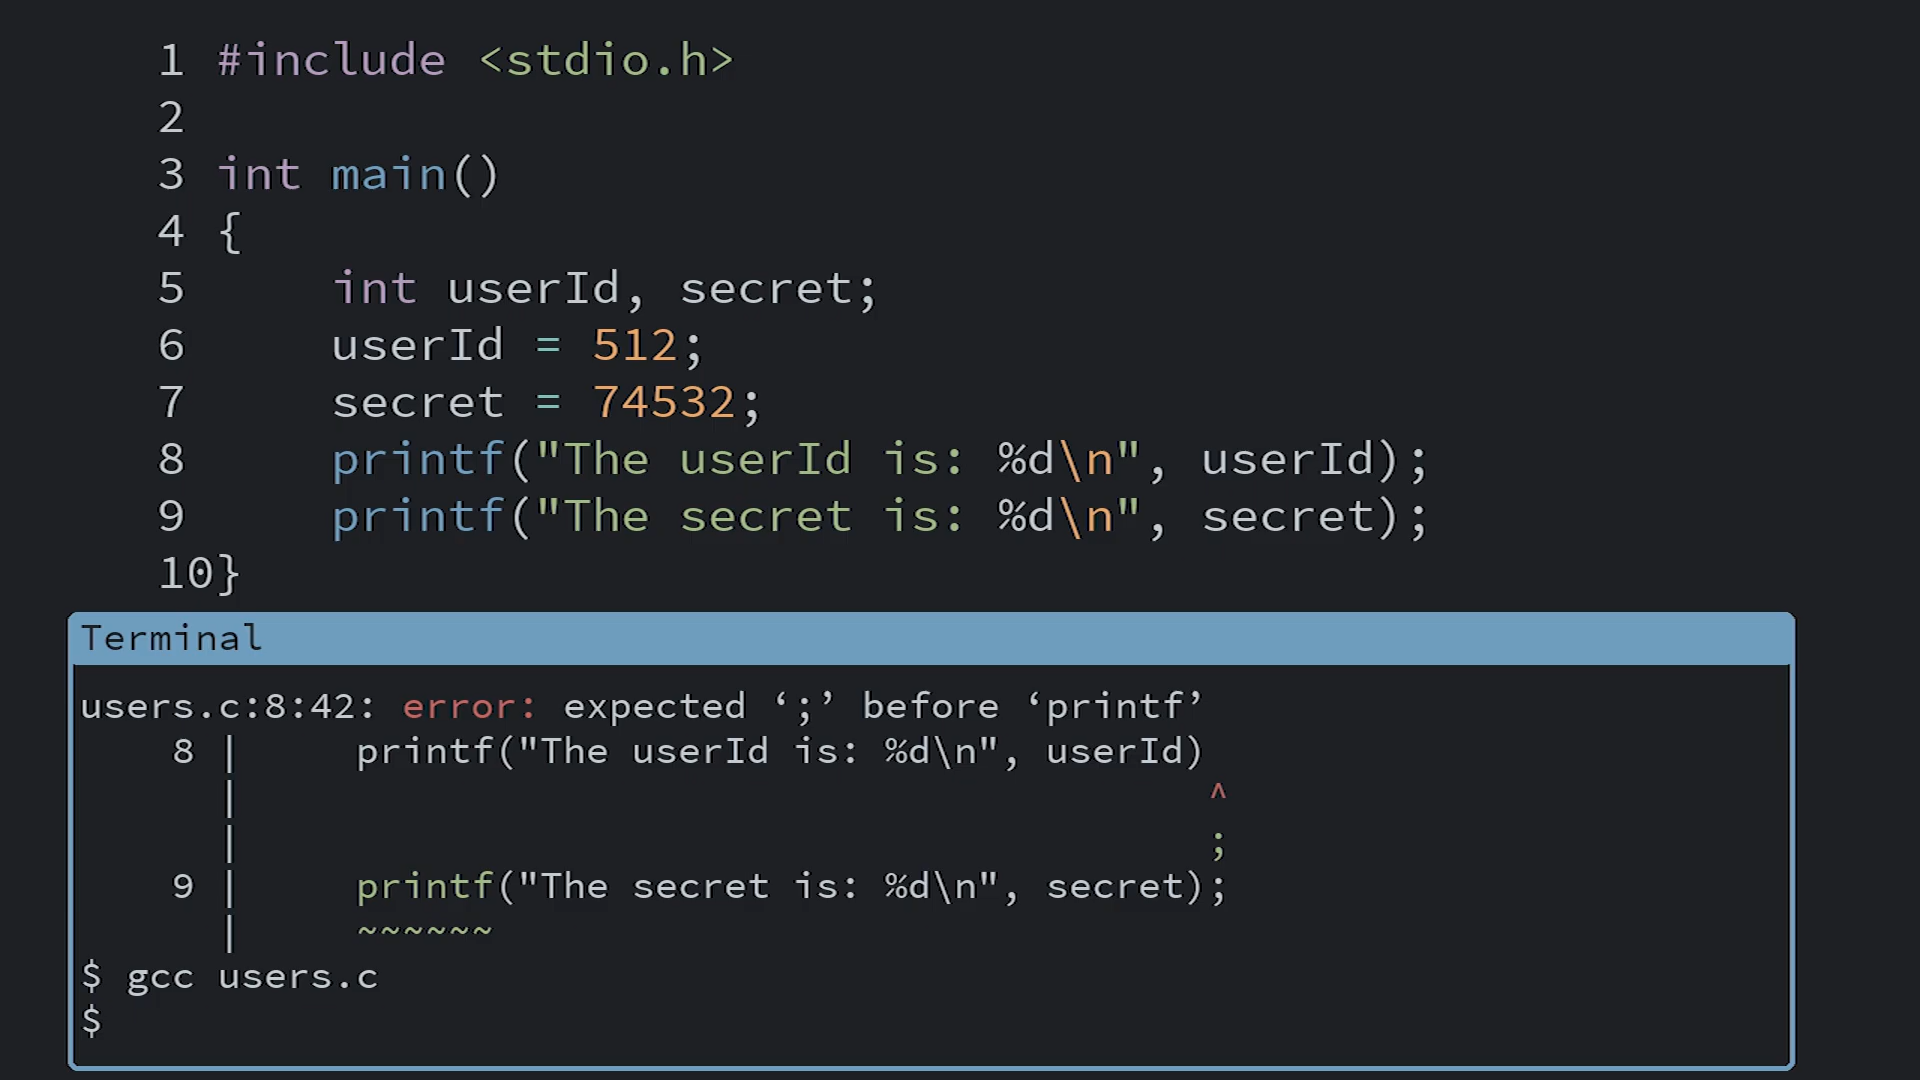 1 #include <stdio.h>
2
3 int main()
4 {
5     int userId, secret;
6     userId = 512;
7     secret = 74532;
8     printf("The userId is: %d\n", userId);
9     printf("The secret is: %d\n", secret);
10}
Terminal
users.c:8:42: error: expected ‘;’ before ‘printf’
    8 |     printf("The userId is: %d\n", userId)
      |                                          ^
      |                                          ;
    9 |     printf("The secret is: %d\n", secret);
      |     ~~~~~~
$ gcc users.c
$